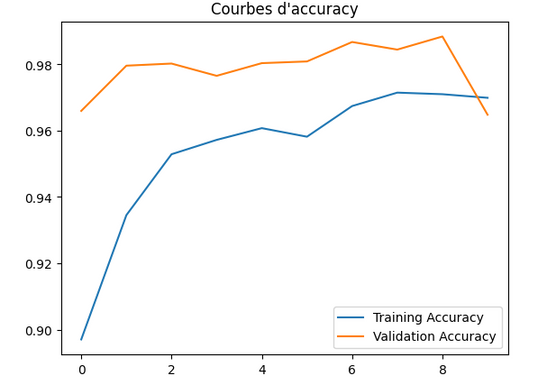 Courbes d'accuracy
0.98
0.96
0.94
0.92
0.90
Training Accuracy
Validation Accuracy
0 2 4 6 8